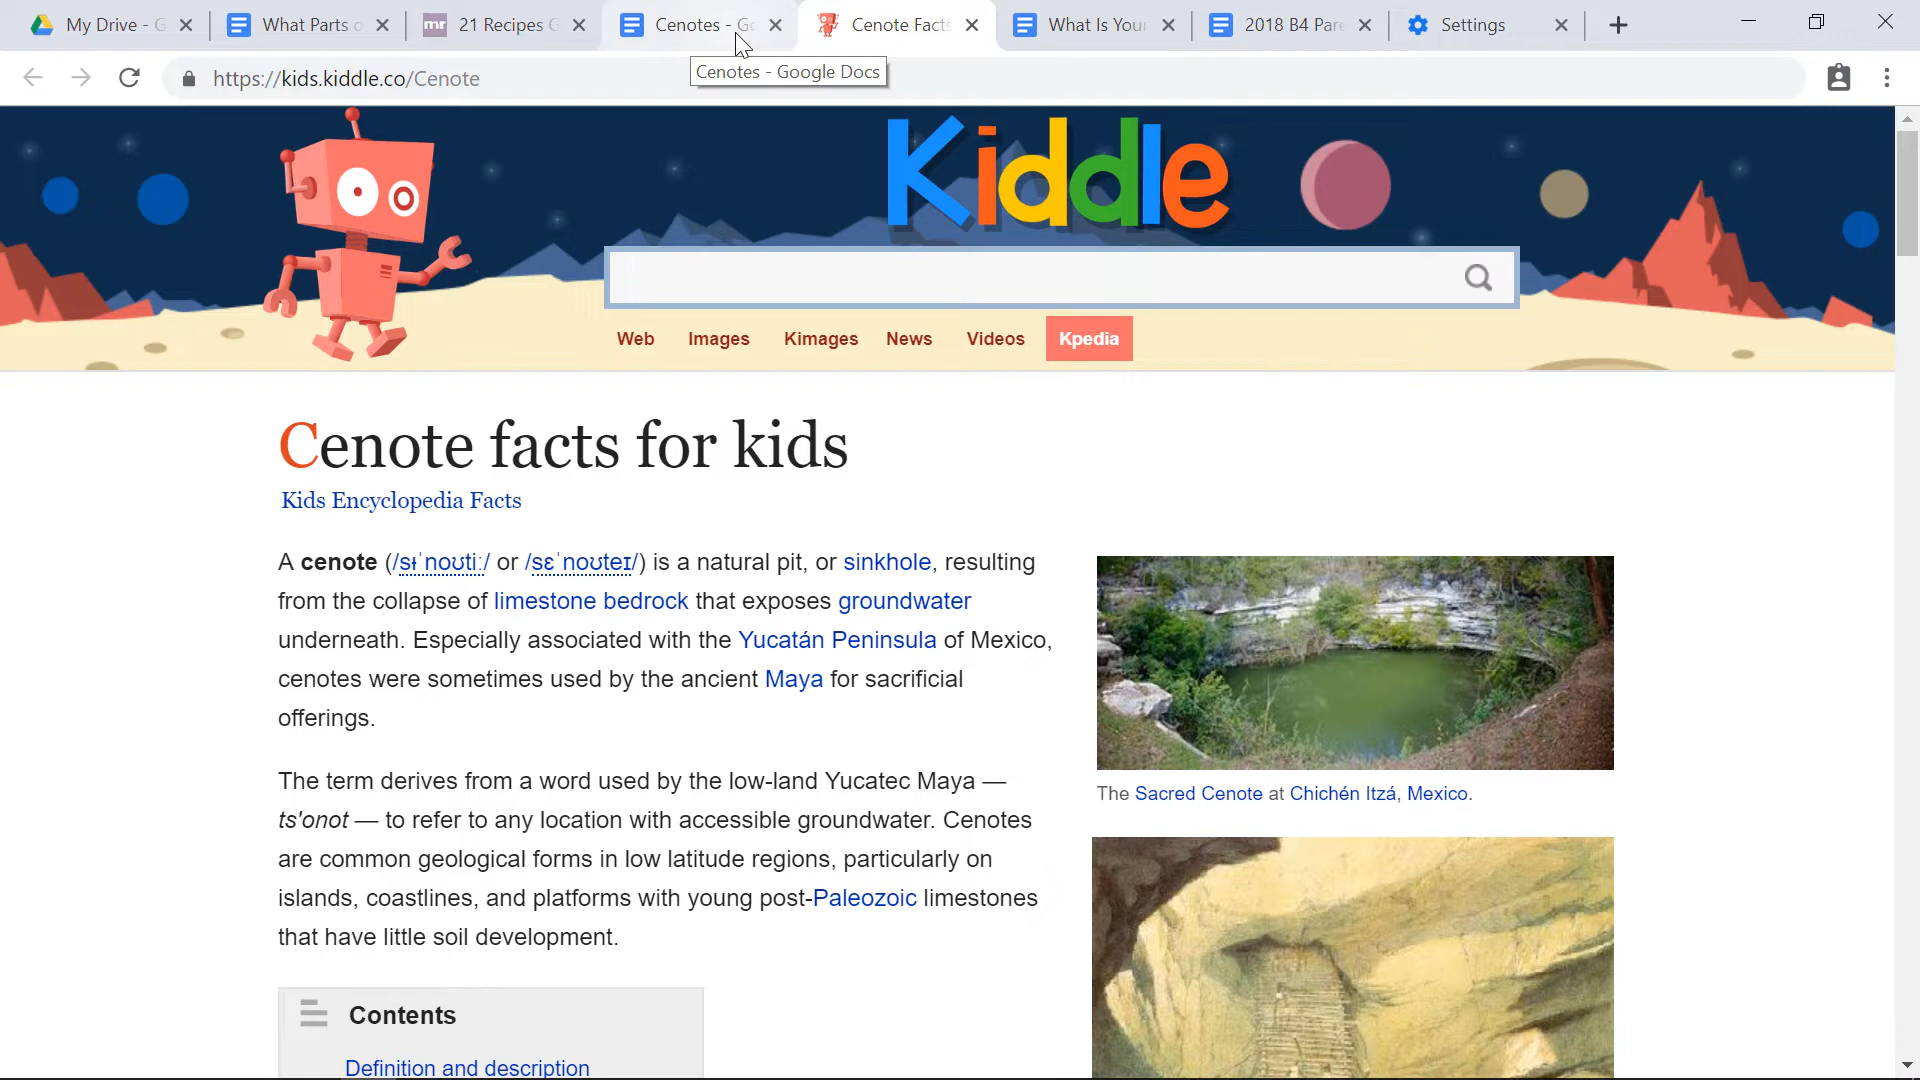 My Drive - G
What Parts o
mr 21 Recipes G
Cenotes - Go
Cenote Facts
What Is Your
2018 B4 Pare
Settings
https://kids.kiddle.co/Cenote
Cenotes - Google Docs
Kiddle
Web Images Kimages News Videos Kpedia
Cenote facts for kids
Kids Encyclopedia Facts
A cenote (/sɪˈnoʊtiː/ or /sɛˈnoʊteɪ/) is a natural pit, or sinkhole, resulting
from the collapse of limestone bedrock that exposes groundwater
underneath. Especially associated with the Yucatán Peninsula of Mexico,
cenotes were sometimes used by the ancient Maya for sacrificial
offerings.
The term derives from a word used by the low-land Yucatec Maya —
ts'onot — to refer to any location with accessible groundwater. Cenotes
are common geological forms in low latitude regions, particularly on
islands, coastlines, and platforms with young post-Paleozoic limestones
that have little soil development.
The Sacred Cenote at Chichén Itzá, Mexico.
Contents
Definition and description